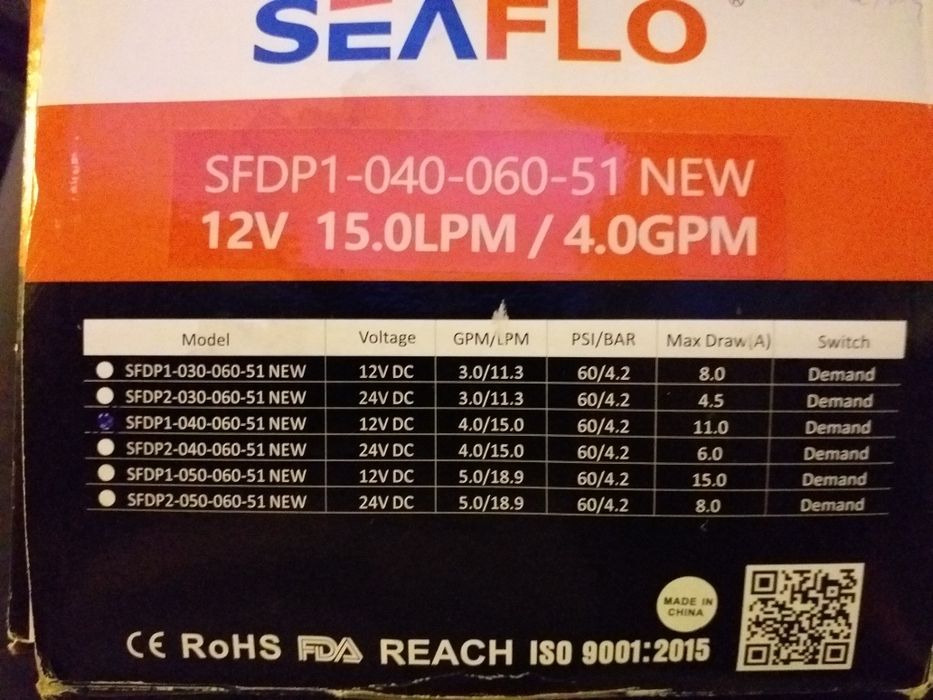 SEAFLO ®
SFDP1-040-060-51 NEW
12V 15.0LPM / 4.0GPM
Model Voltage GPM/LPM PSI/BAR Max Draw(A) Switch
SFDP1-030-060-51 NEW 12V DC 3.0/11.3 60/4.2 8.0 Demand
SFDP2-030-060-51 NEW 24V DC 3.0/11.3 60/4.2 4.5 Demand
SFDP1-040-060-51 NEW 12V DC 4.0/15.0 60/4.2 11.0 Demand
SFDP2-040-060-51 NEW 24V DC 4.0/15.0 60/4.2 6.0 Demand
SFDP1-050-060-51 NEW 12V DC 5.0/18.9 60/4.2 15.0 Demand
SFDP2-050-060-51 NEW 24V DC 5.0/18.9 60/4.2 8.0 Demand
MADE IN
CHINA
CE RoHS FDA REACH ISO 9001:2015